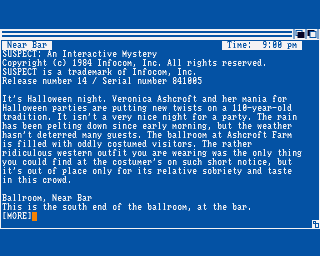 Near Bar Time: 9:00 pm
SUSPECT: An Interactive Mystery
Copyright (c) 1984 Infocom, Inc. All rights reserved.
SUSPECT is a trademark of Infocom, Inc.
Release number 14 / Serial number 841005
It's Halloween night. Veronica Ashcroft and her mania for
Halloween parties are putting new twists on a 110-year-old
tradition. It isn't a very nice night for a party. The rain
has been pelting down since early morning, but the weather
hasn't deterred many guests. The ballroom at Ashcroft Farm
is filled with oddly costumed visitors. The rather
ridiculous western outfit you are wearing was the only thing
you could find at the costumer's on such short notice, but
it's out of place only for its relative sobriety and taste
in this crowd.
Ballroom, Near Bar
This is the south end of the ballroom, at the bar.
[MORE]